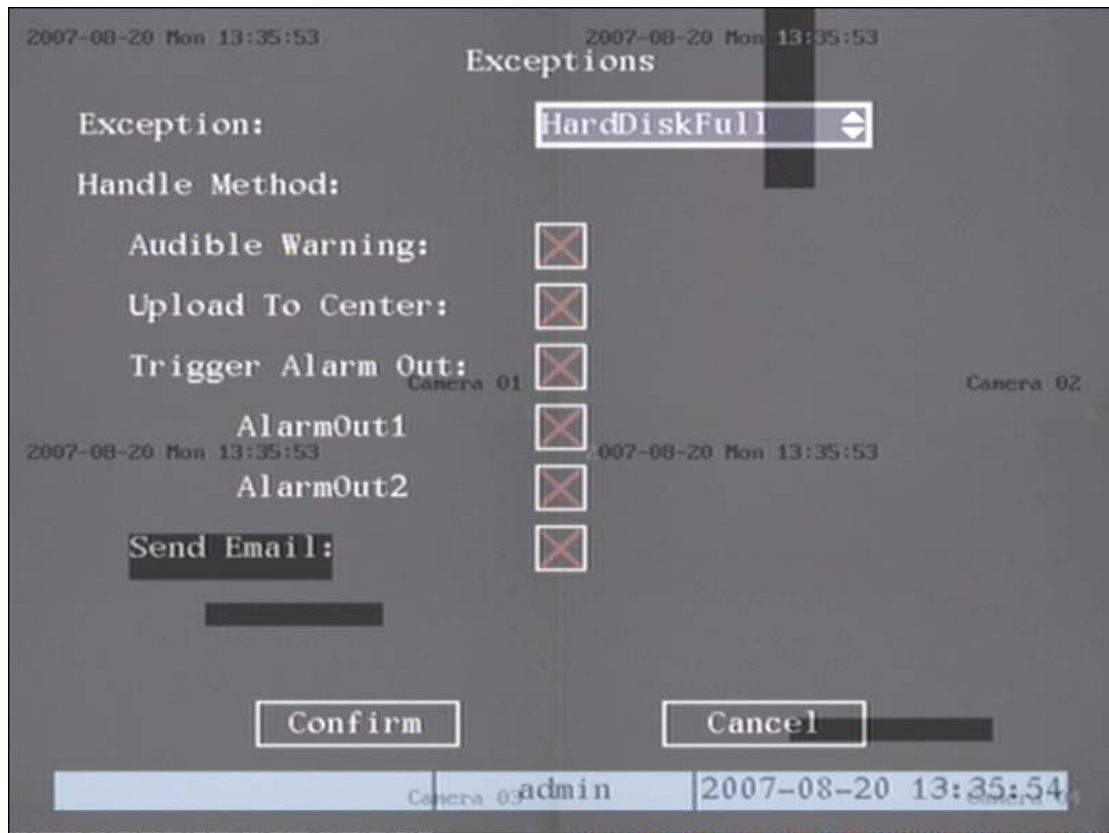 2007-08-20 Mon 13:35:53
2007-08-20 Mon 13:35:53
Exceptions
Exception:
HardDiskFull
Handle Method:
Audible Warning:
Upload To Center:
Trigger Alarm Out:
Camera 01
Camera 02
AlarmOut1
2007-08-20 Mon 13:35:53
007-08-20 Mon 13:35:53
AlarmOut2
Send Email:
Confirm
Cancel
admin
2007-08-20 13:35:54
Camera 03
Camera 04